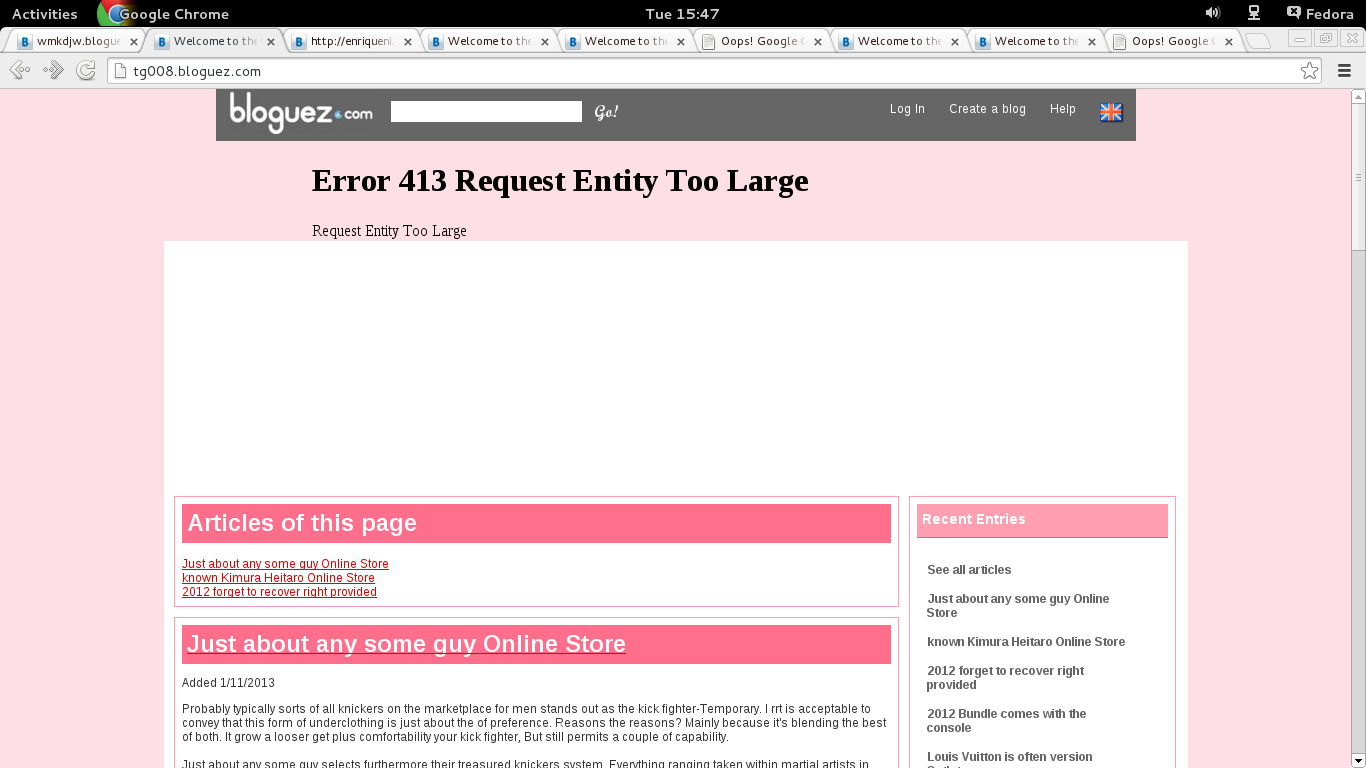 Activities
Google Chrome
Tue 15:47
Fedora
wmkdjw.blogue
Welcome to the
http://enriqueni
Welcome to the
Welcome to the
Oops! Google C
Welcome to the
Welcome to the
Oops! Google C
tg008.bloguez.com
bloguez.com
Go!
Log In
Create a blog
Help
Error 413 Request Entity Too Large
Request Entity Too Large
Articles of this page
Just about any some guy Online Store
known Kimura Heitaro Online Store
2012 forget to recover right provided
Just about any some guy Online Store
Added 1/11/2013
Probably typically sorts of all knickers on the marketplace for men stands out as the kick fighter-Temporary. I rrt is acceptable to
convey that this form of underclothing is just about the of preference. Reasons the reasons? Mainly because it's blending the best
of both. It grow a looser get plus comfortability your kick fighter, But still permits a couple of capability.
Just about any some guy selects furthermore their treasured knickers system. Everything ranging taken within martial artists in
Recent Entries
See all articles
Just about any some guy Online
Store
known Kimura Heitaro Online Store
2012 forget to recover right
provided
2012 Bundle comes with the
console
Louis Vuitton is often version